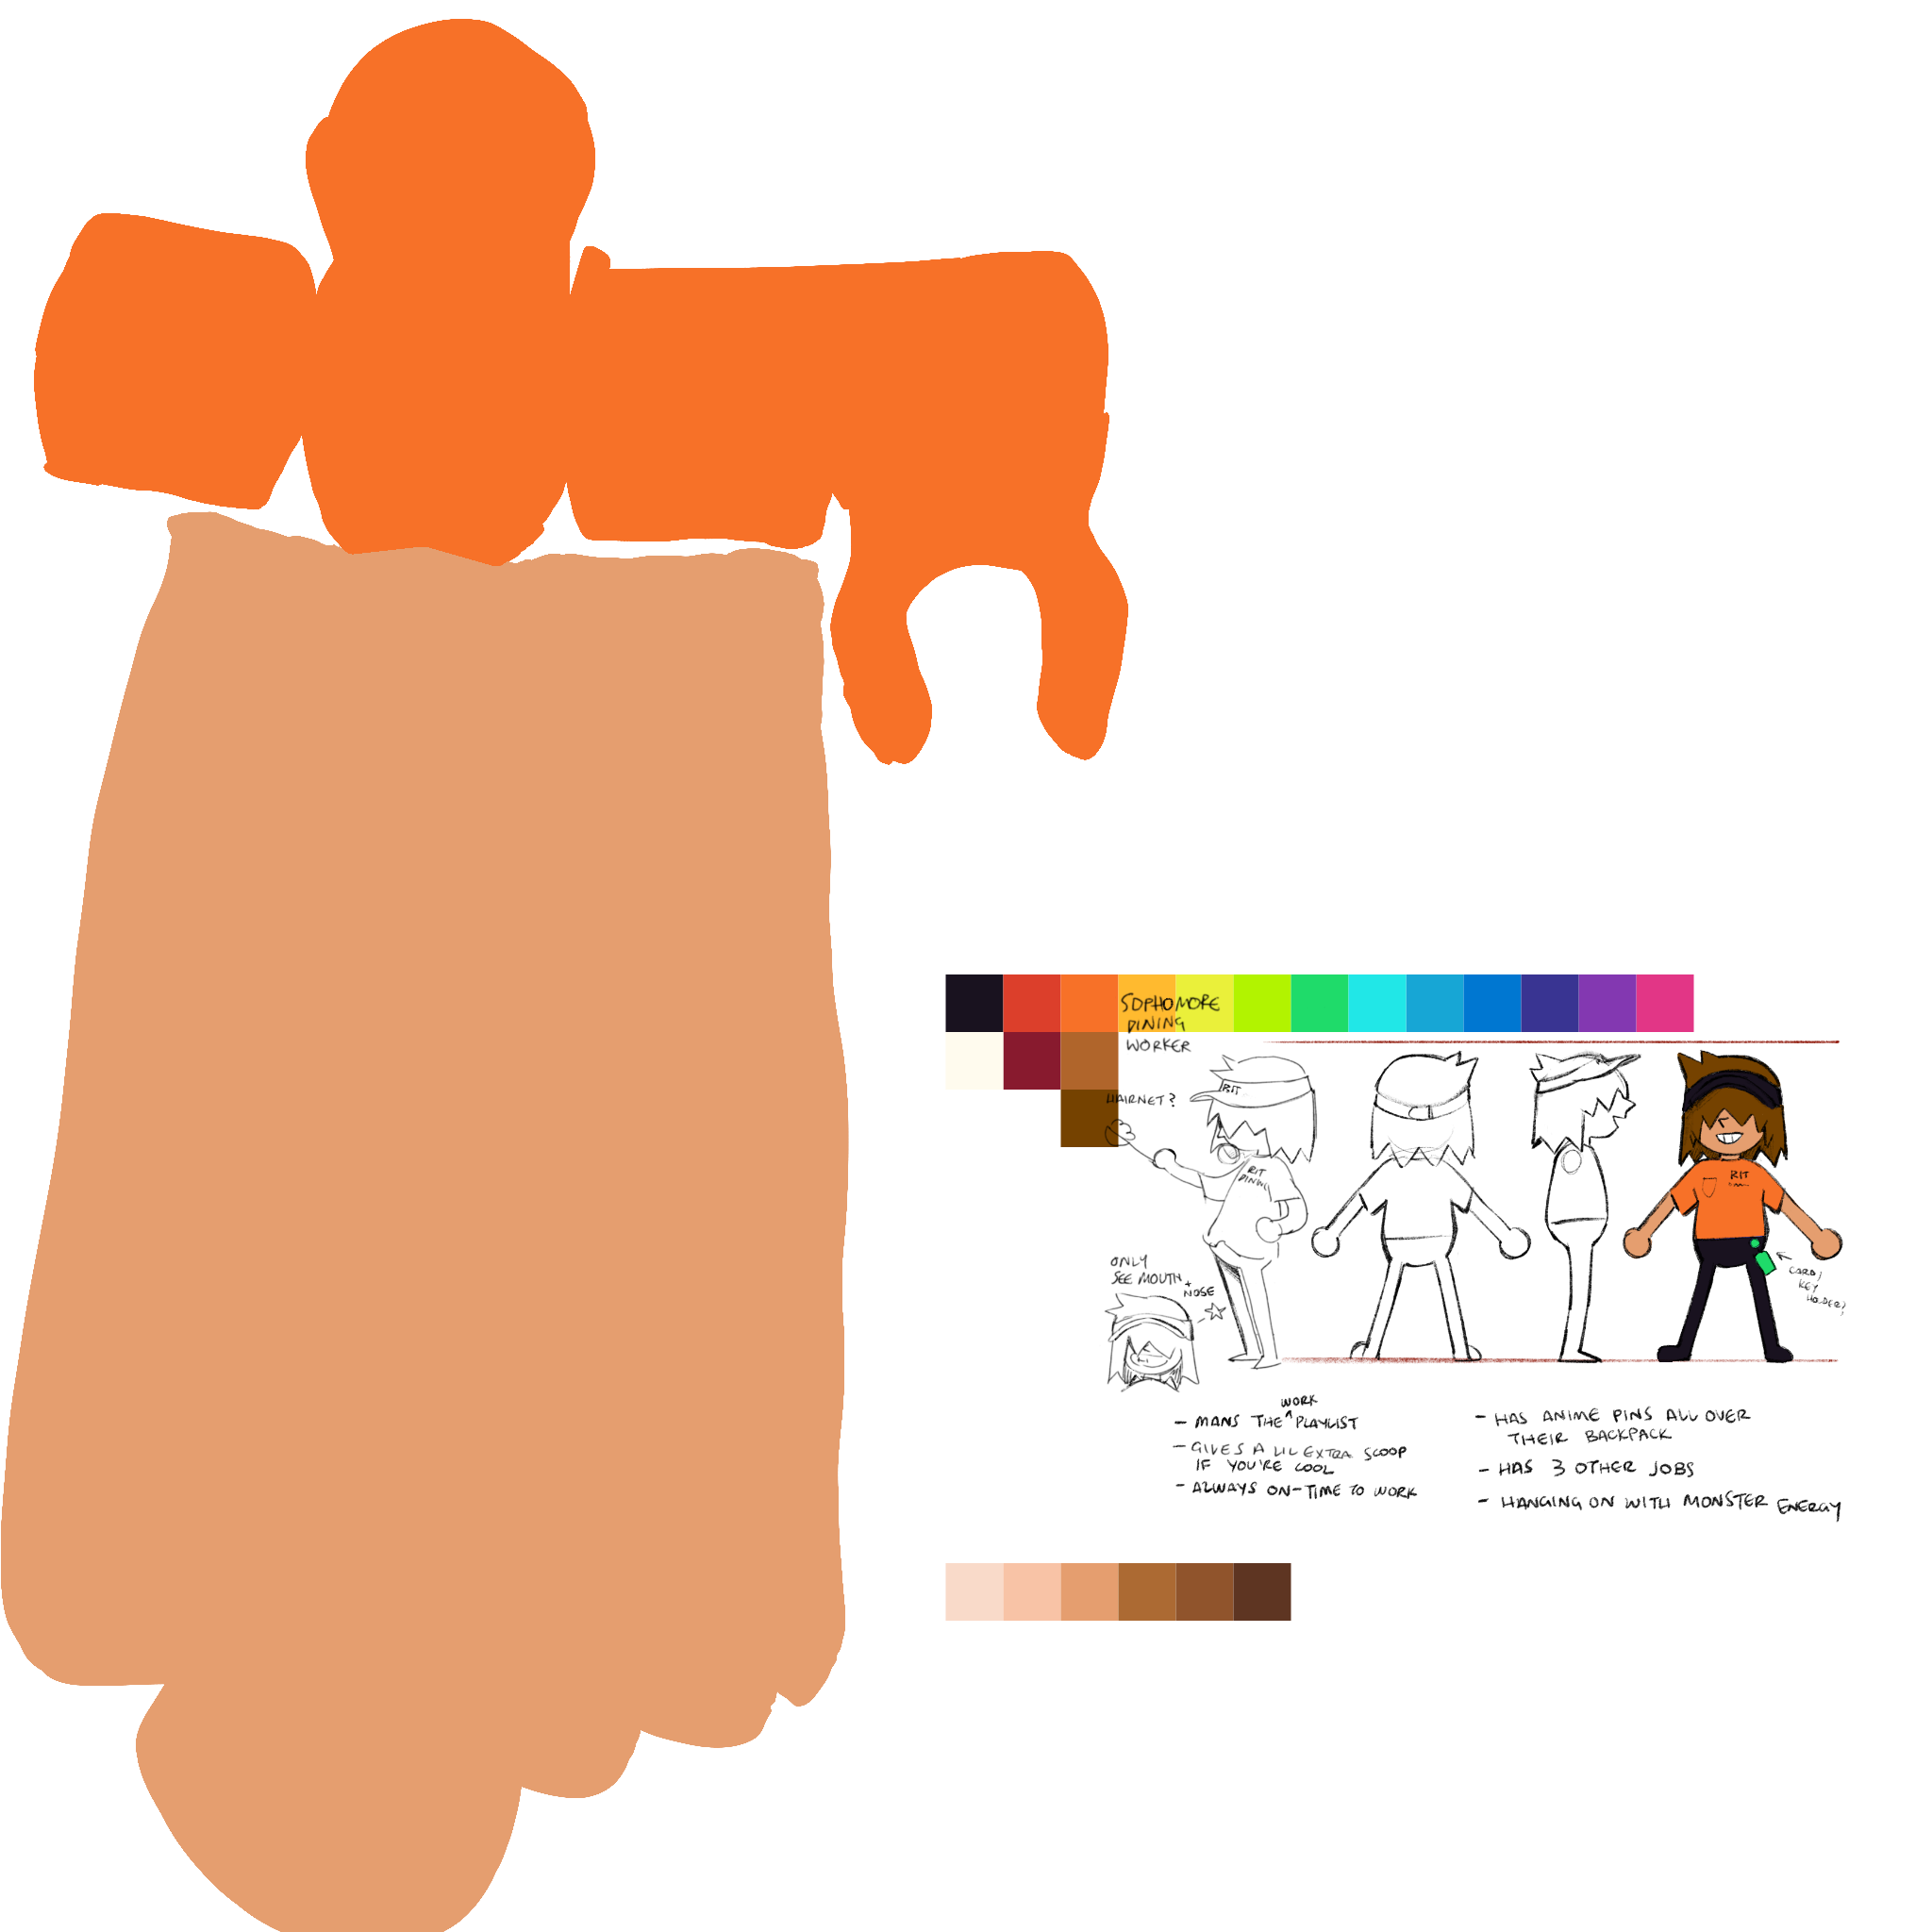 SOPHOMORE
DINING
WORKER
HAIRNET?
RIT
RIT
DINING
RIT
ONLY
SEE MOUTH +
NOSE
CARD/
KEY
HOLDER/
WORK
- MANS THE ^ PLAYLIST
- GIVES A LIL EXTRA SCOOP
IF YOU'RE COOL
- ALWAYS ON-TIME TO WORK
- HAS ANIME PINS ALL OVER
THEIR BACKPACK
- HAS 3 OTHER JOBS
- HANGING ON WITH MONSTER ENERGY